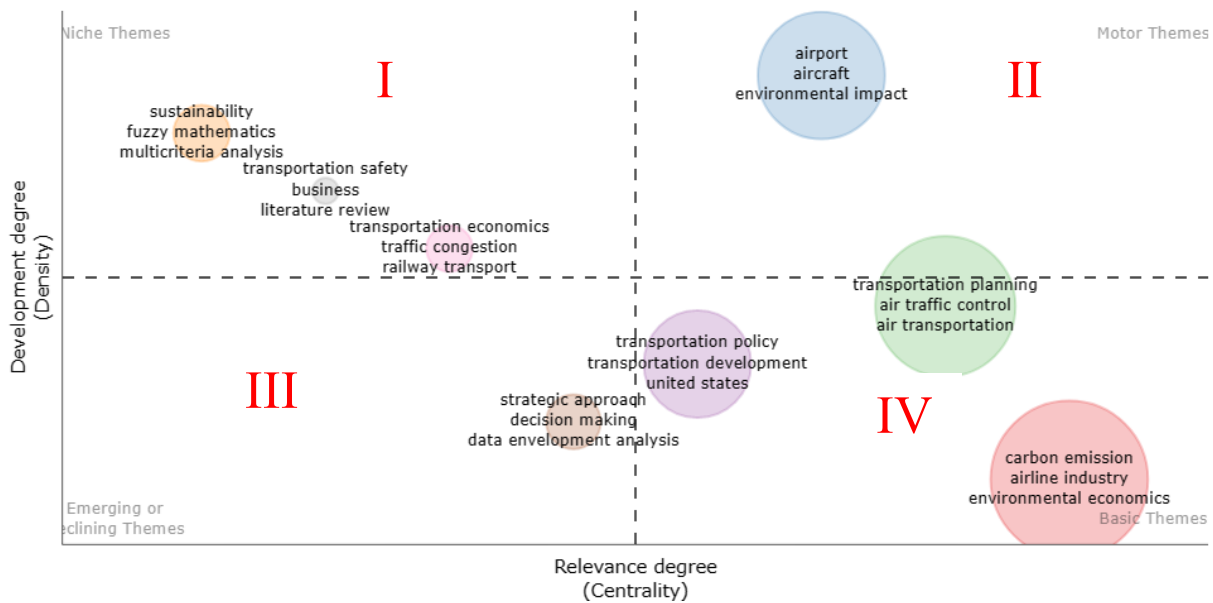 Niche Themes
Motor Themes
I
II
sustainability
fuzzy mathematics
multicriteria analysis
transportation safety
business
literature review
transportation economics
traffic congestion
railway transport
airport
aircraft
environmental impact
transportation planning
air traffic control
air transportation
transportation policy
transportation development
united states
III
IV
strategic approach
decision making
data envelopment analysis
carbon emission
airline industry
environmental economics
Emerging or
eclining Themes
Basic Themes
Development degree
(Density)
Relevance degree
(Centrality)